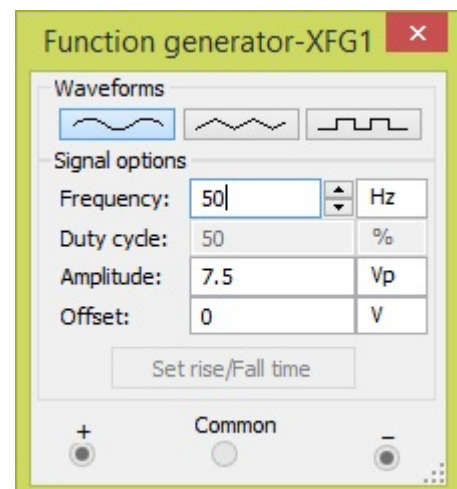 Function generator-XFG1
Waveforms
Signal options
Frequency: 50 Hz
Duty cycle: 50 %
Amplitude: 7.5 Vp
Offset: 0 V
Set rise/Fall time
+ Common −